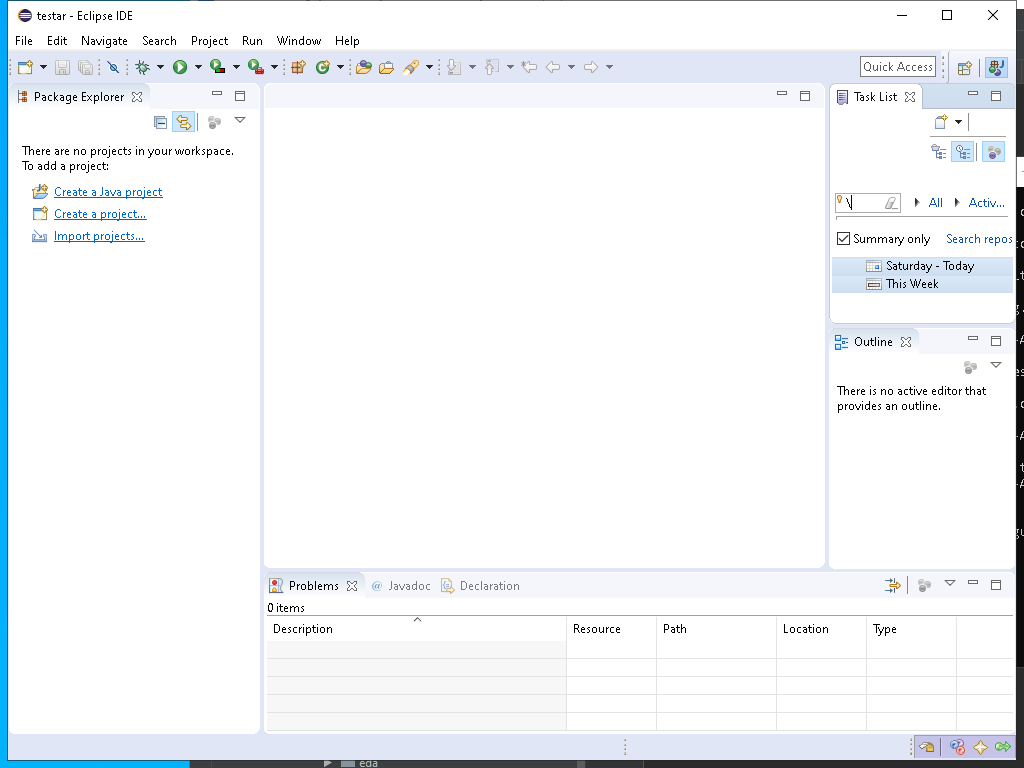 testar - Eclipse IDE
File Edit Navigate Search Project Run Window Help
Quick Access
Package Explorer
There are no projects in your workspace.
To add a project:
Create a Java project
Create a project...
Import projects...
Task List
\
All
Activ...
Summary only
Search repos
Saturday - Today
This Week
Outline
There is no active editor that
provides an outline.
Problems
@ Javadoc
Declaration
0 items
Description Resource Path Location Type
eda